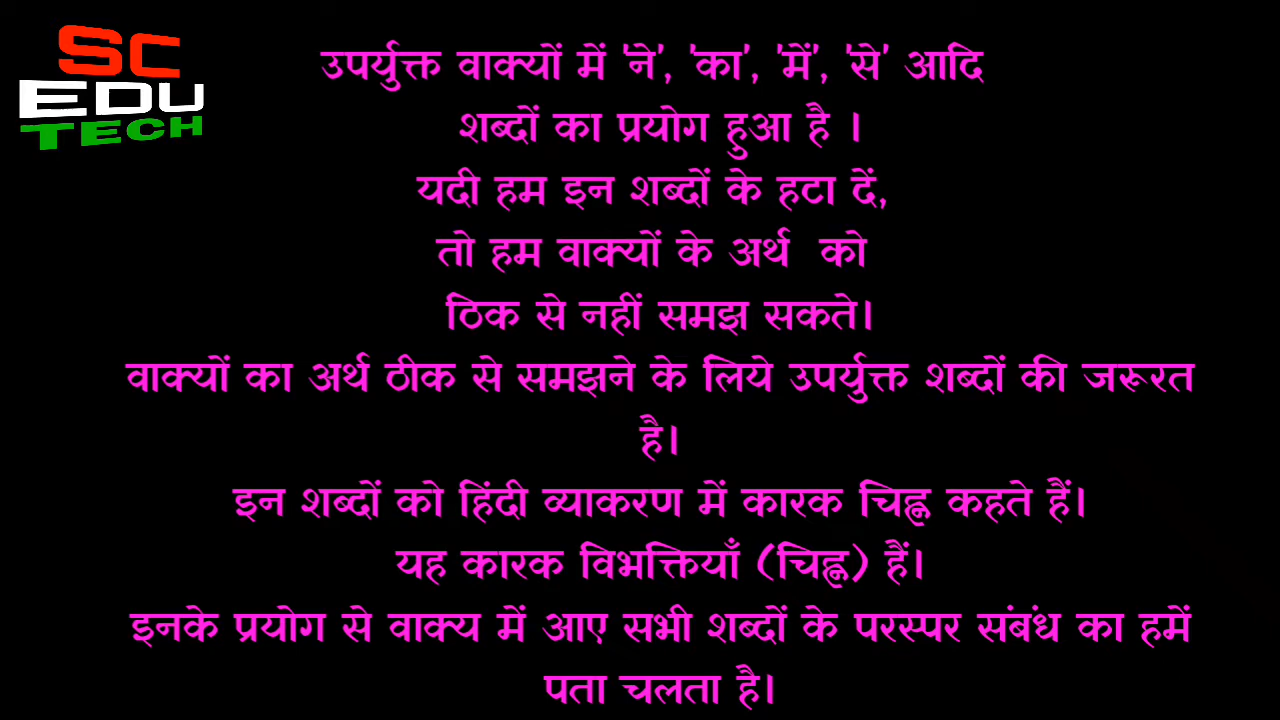 SC
EDU
TECH
उपर्युक्त वाक्यों में 'ने', 'का', 'में', 'से' आदि
शब्दों का प्रयोग हुआ है ।
यदी हम इन शब्दों के हटा दें,
तो हम वाक्यों के अर्थ को
ठिक से नहीं समझ सकते।
वाक्यों का अर्थ ठीक से समझने के लिये उपर्युक्त शब्दों की जरूरत
है।
इन शब्दों को हिंदी व्याकरण में कारक चिह्न कहते हैं।
यह कारक विभक्तियाँ (चिह्न) हैं।
इनके प्रयोग से वाक्य में आए सभी शब्दों के परस्पर संबंध का हमें
पता चलता है।